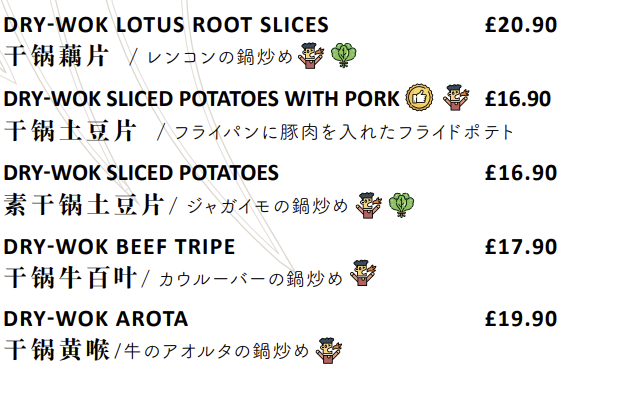 DRY-WOK LOTUS ROOT SLICES £20.90
干锅藕片 / レンコンの鍋炒め
DRY-WOK SLICED POTATOES WITH PORK £16.90
干锅土豆片 / フライパンに豚肉を入れたフライドポテト
DRY-WOK SLICED POTATOES £16.90
素干锅土豆片/ ジャガイモの鍋炒め
DRY-WOK BEEF TRIPE £17.90
干锅牛百叶/ カウルーバーの鍋炒め
DRY-WOK AROTA £19.90
干锅黄喉/牛のアオルタの鍋炒め